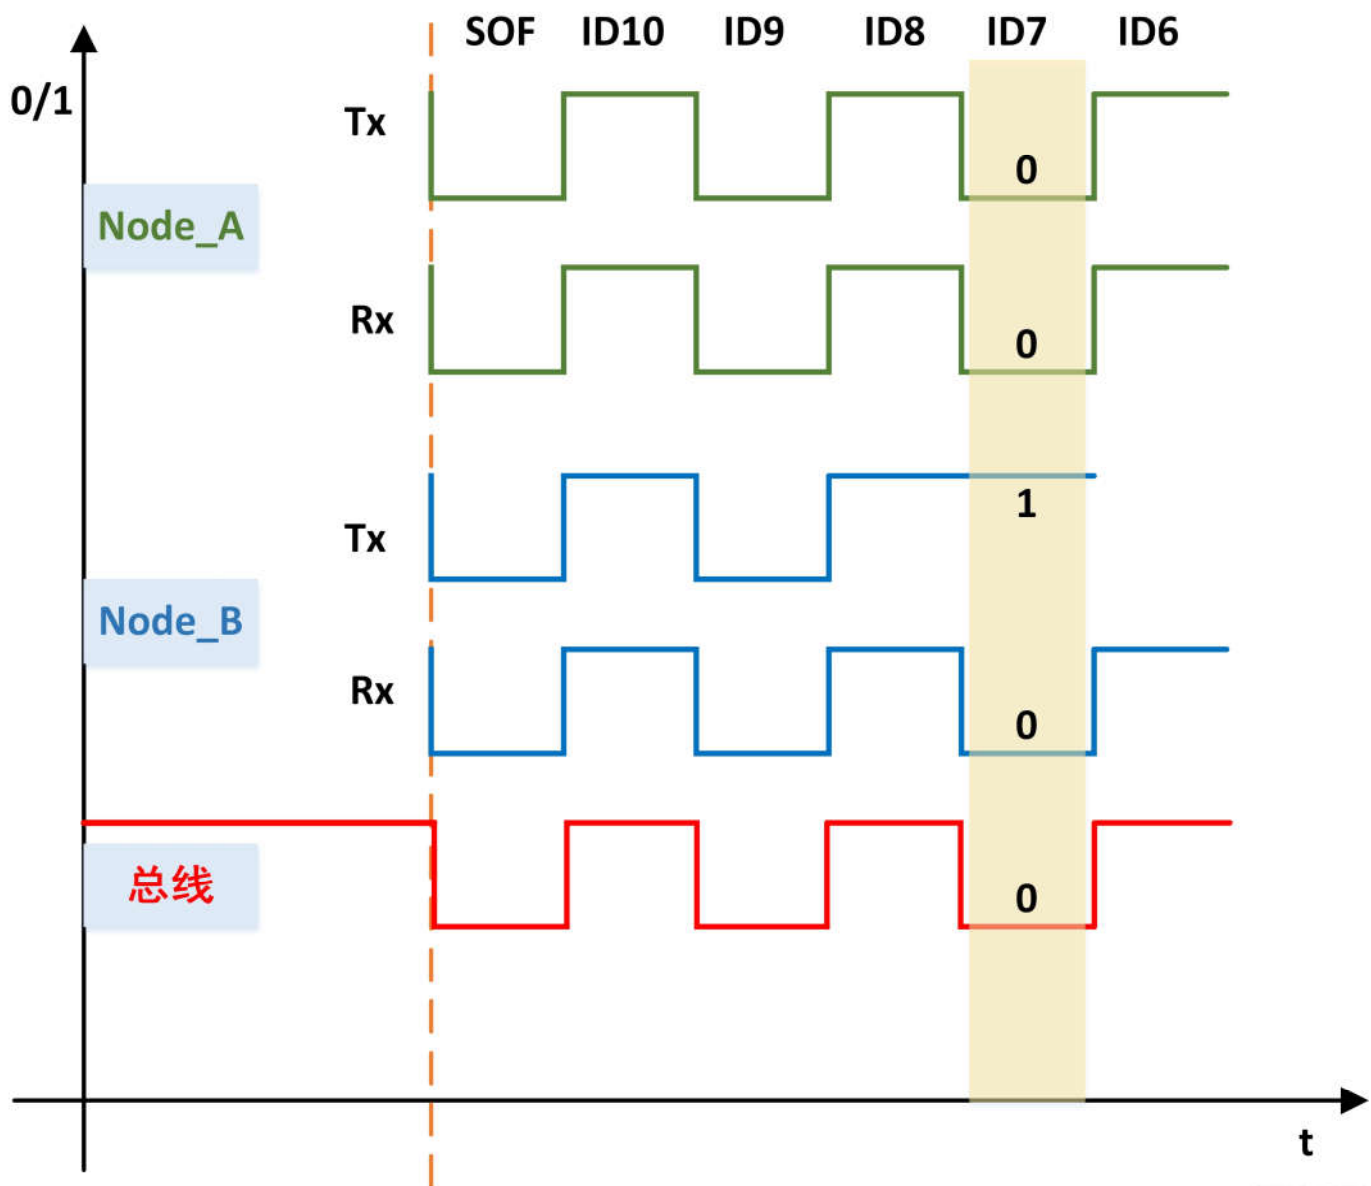 SOF ID10 ID9 ID8 ID7 ID6
0/1
Tx
0
Node_A
Rx
0
Tx
1
Node_B
Rx
0
总线
0
t